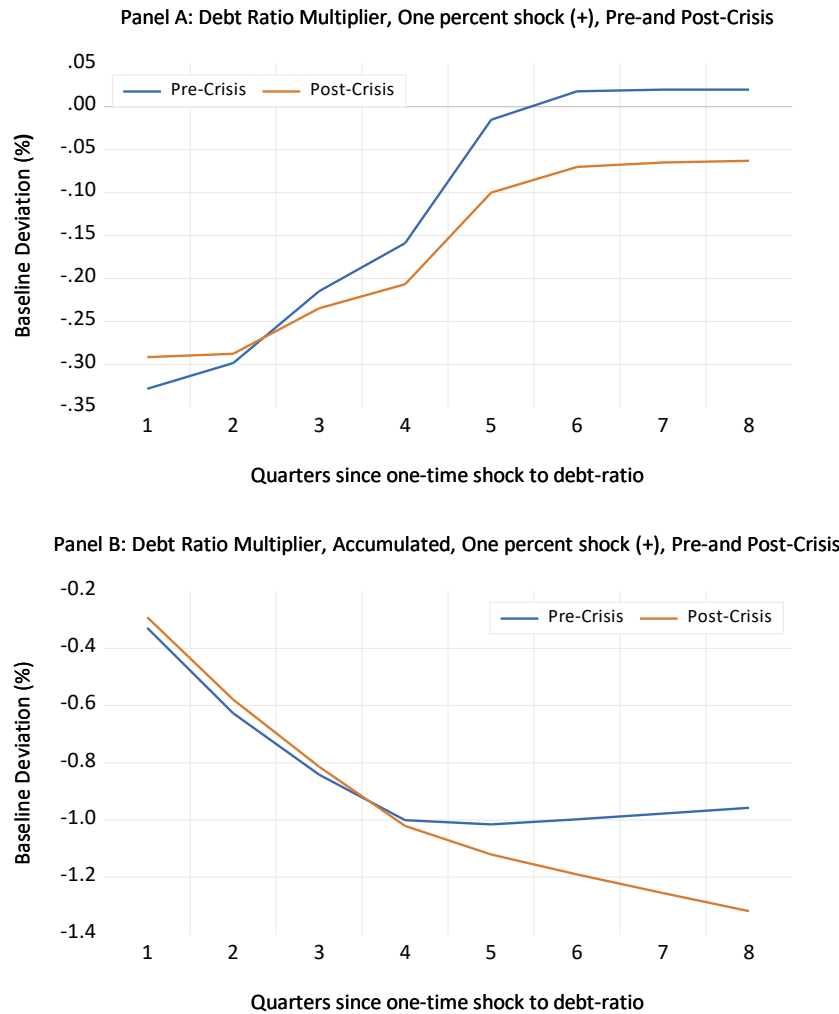 Panel A: Debt Ratio Multiplier, One percent shock (+), Pre-and Post-Crisis
.05
Pre-Crisis Post-Crisis
.00
-.05
-.10
-.15
-.20
-.25
-.30
-.35
Baseline Deviation (%)
1 2 3 4 5 6 7 8
Quarters since one-time shock to debt-ratio
Panel B: Debt Ratio Multiplier, Accumulated, One percent shock (+), Pre-and Post-Crisis
-0.2
Pre-Crisis Post-Crisis
-0.4
-0.6
-0.8
-1.0
-1.2
-1.4
Baseline Deviation (%)
1 2 3 4 5 6 7 8
Quarters since one-time shock to debt-ratio